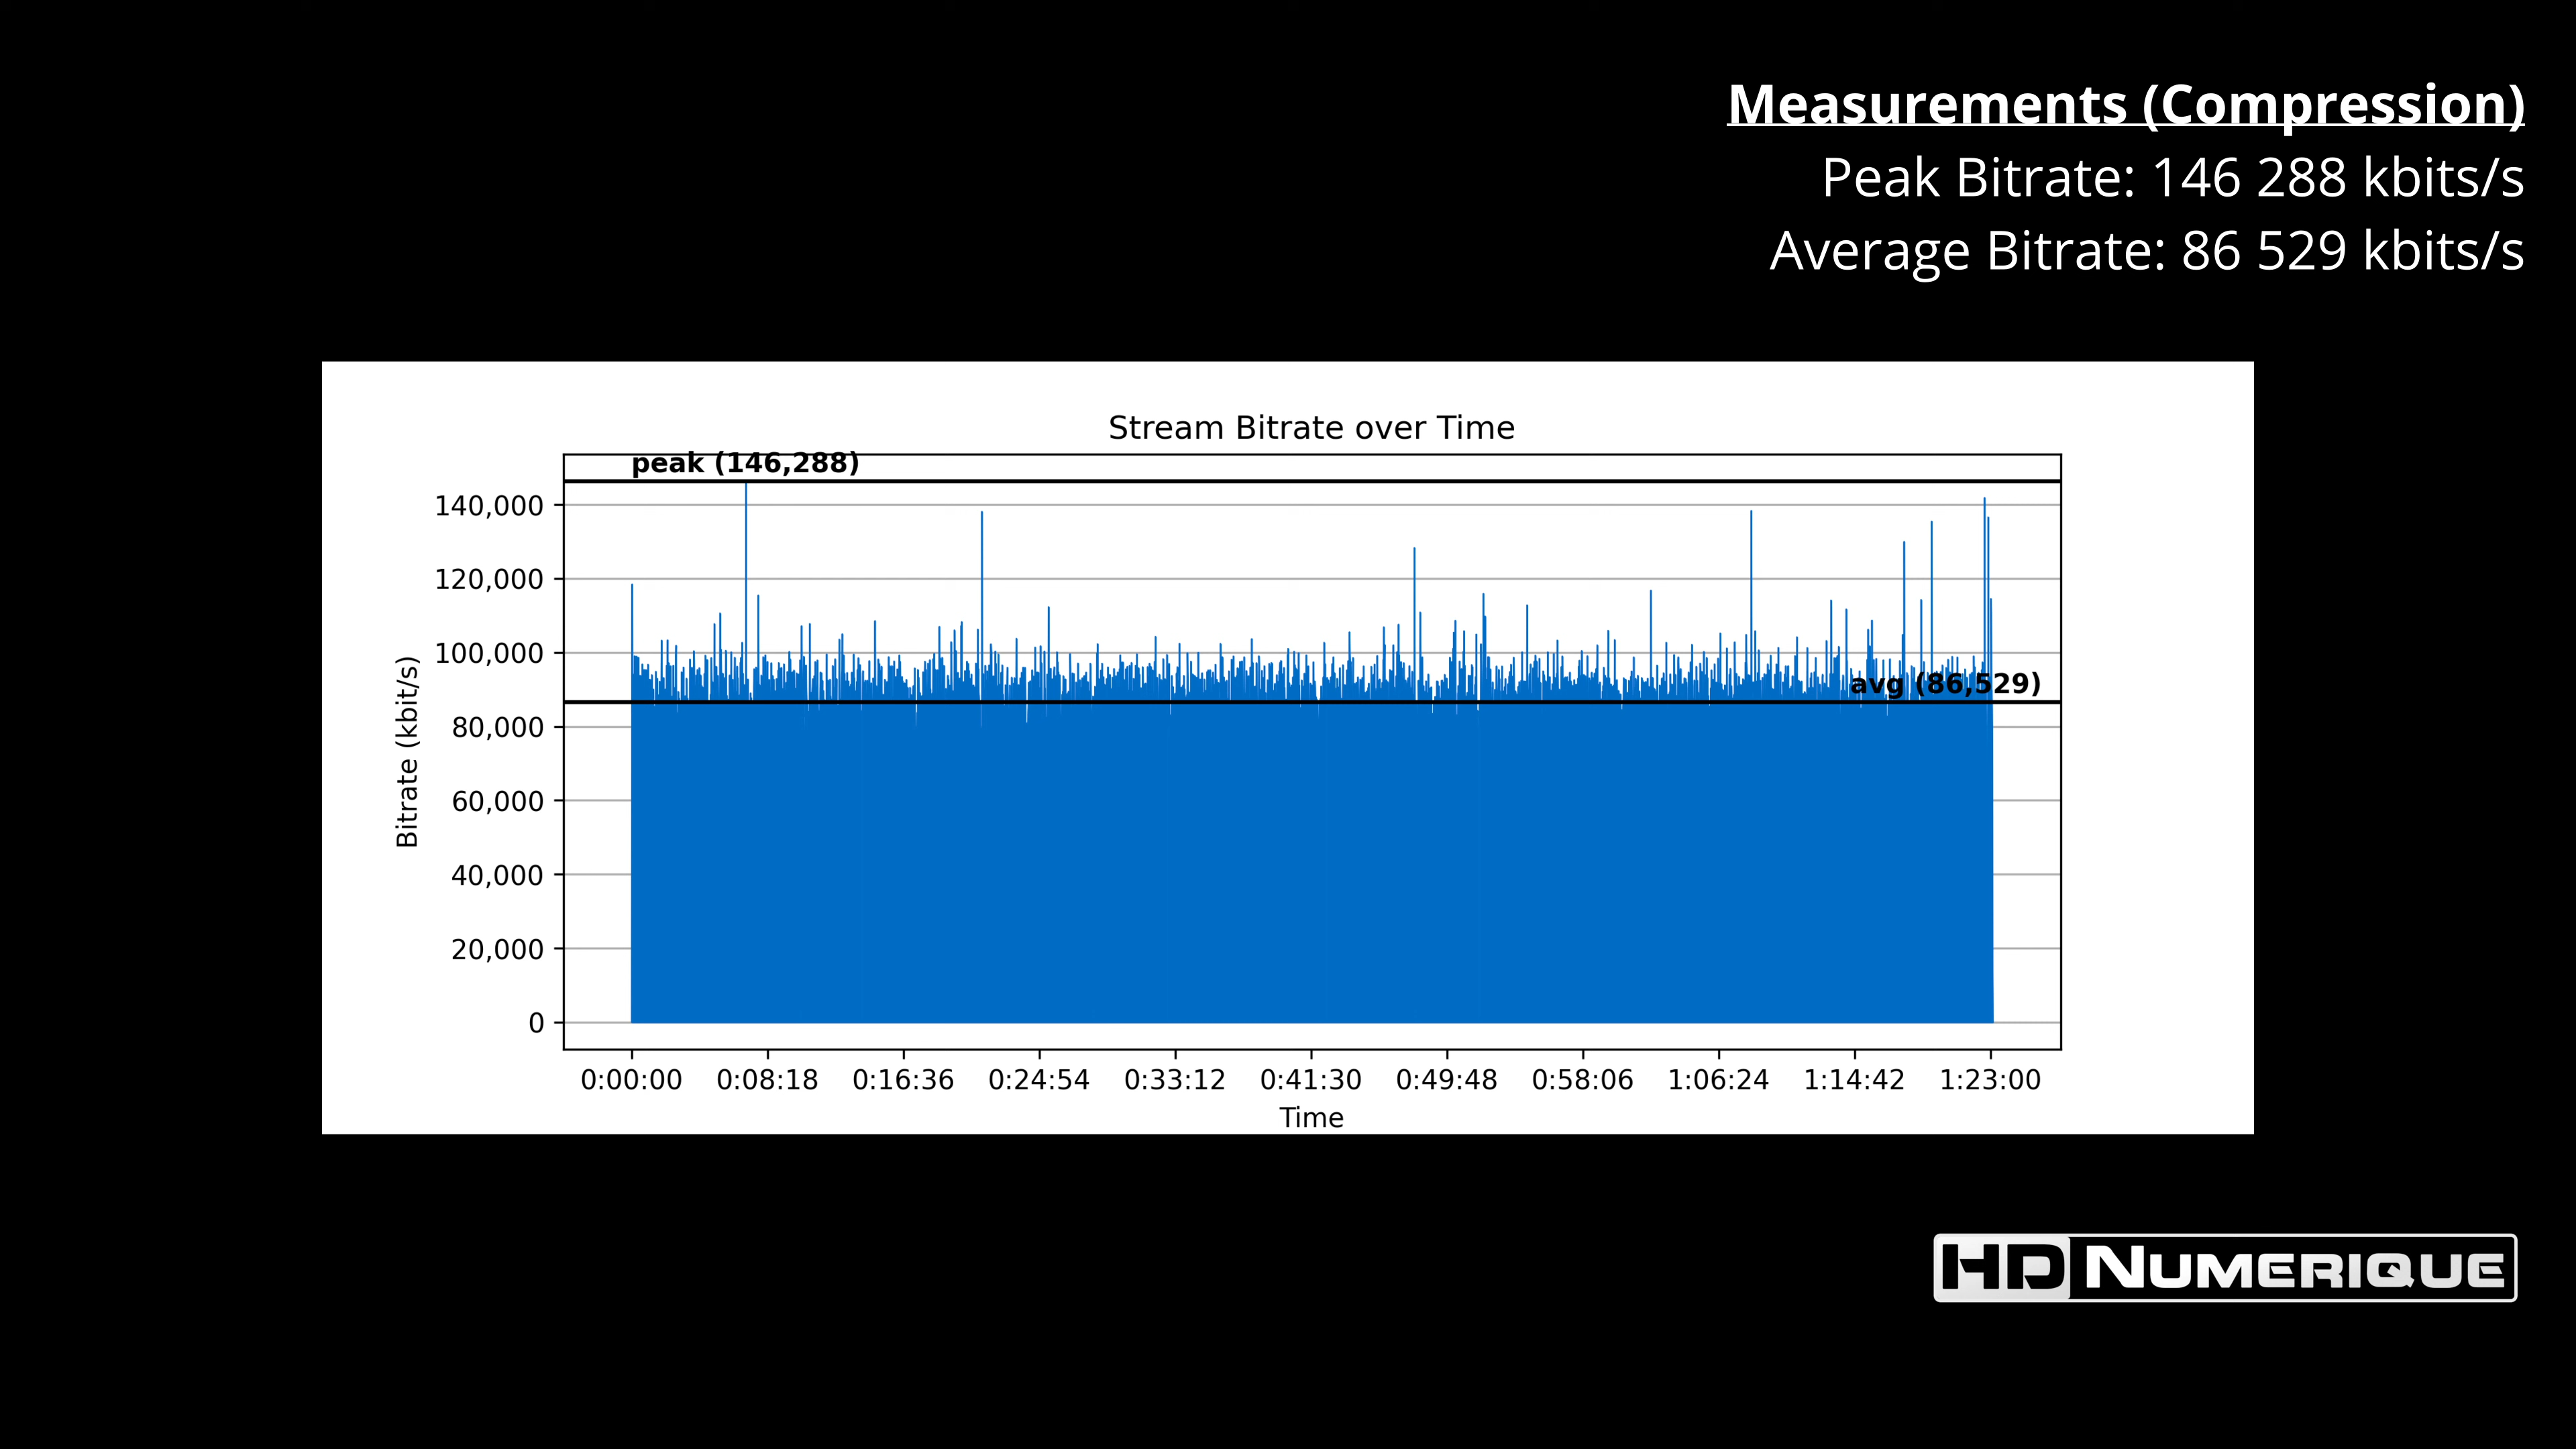 Measurements (Compression)
Peak Bitrate: 146 288 kbits/s
Average Bitrate: 86 529 kbits/s
Stream Bitrate over Time
peak (146,288)
140,000
120,000
100,000
avg (86,529)
80,000
60,000
40,000
20,000
0
Bitrate (kbit/s)
0:00:00 0:08:18 0:16:36 0:24:54 0:33:12 0:41:30 0:49:48 0:58:06 1:06:24 1:14:42 1:23:00
Time
HD NUMERIQUE